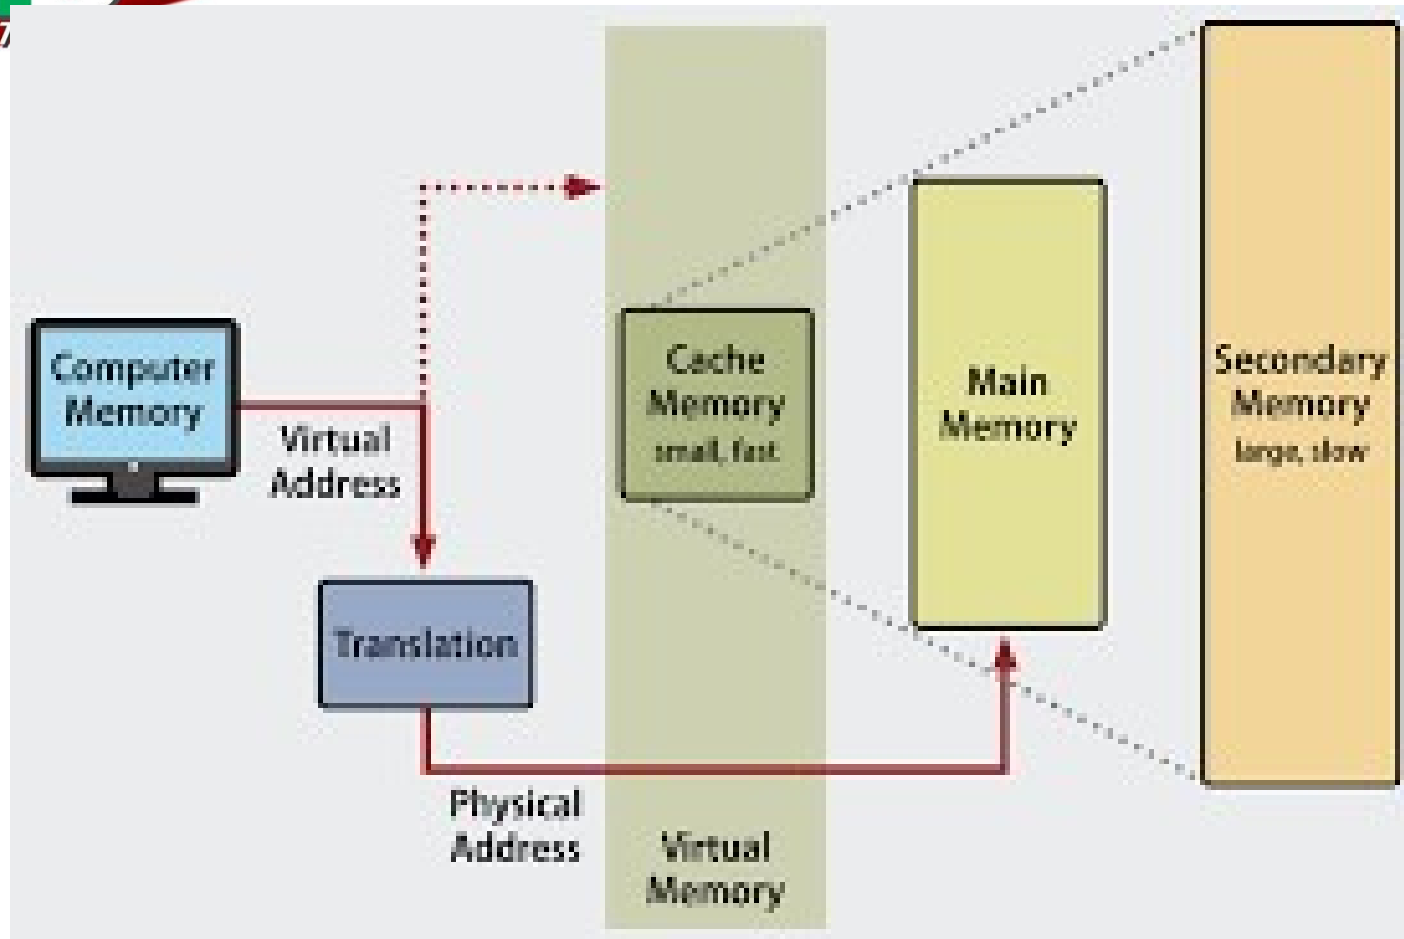 Computer
Memory
Virtual
Address
Translation
Physical
Address
Cache
Memory
small, fast
Virtual
Memory
Main
Memory
Secondary
Memory
large, slow